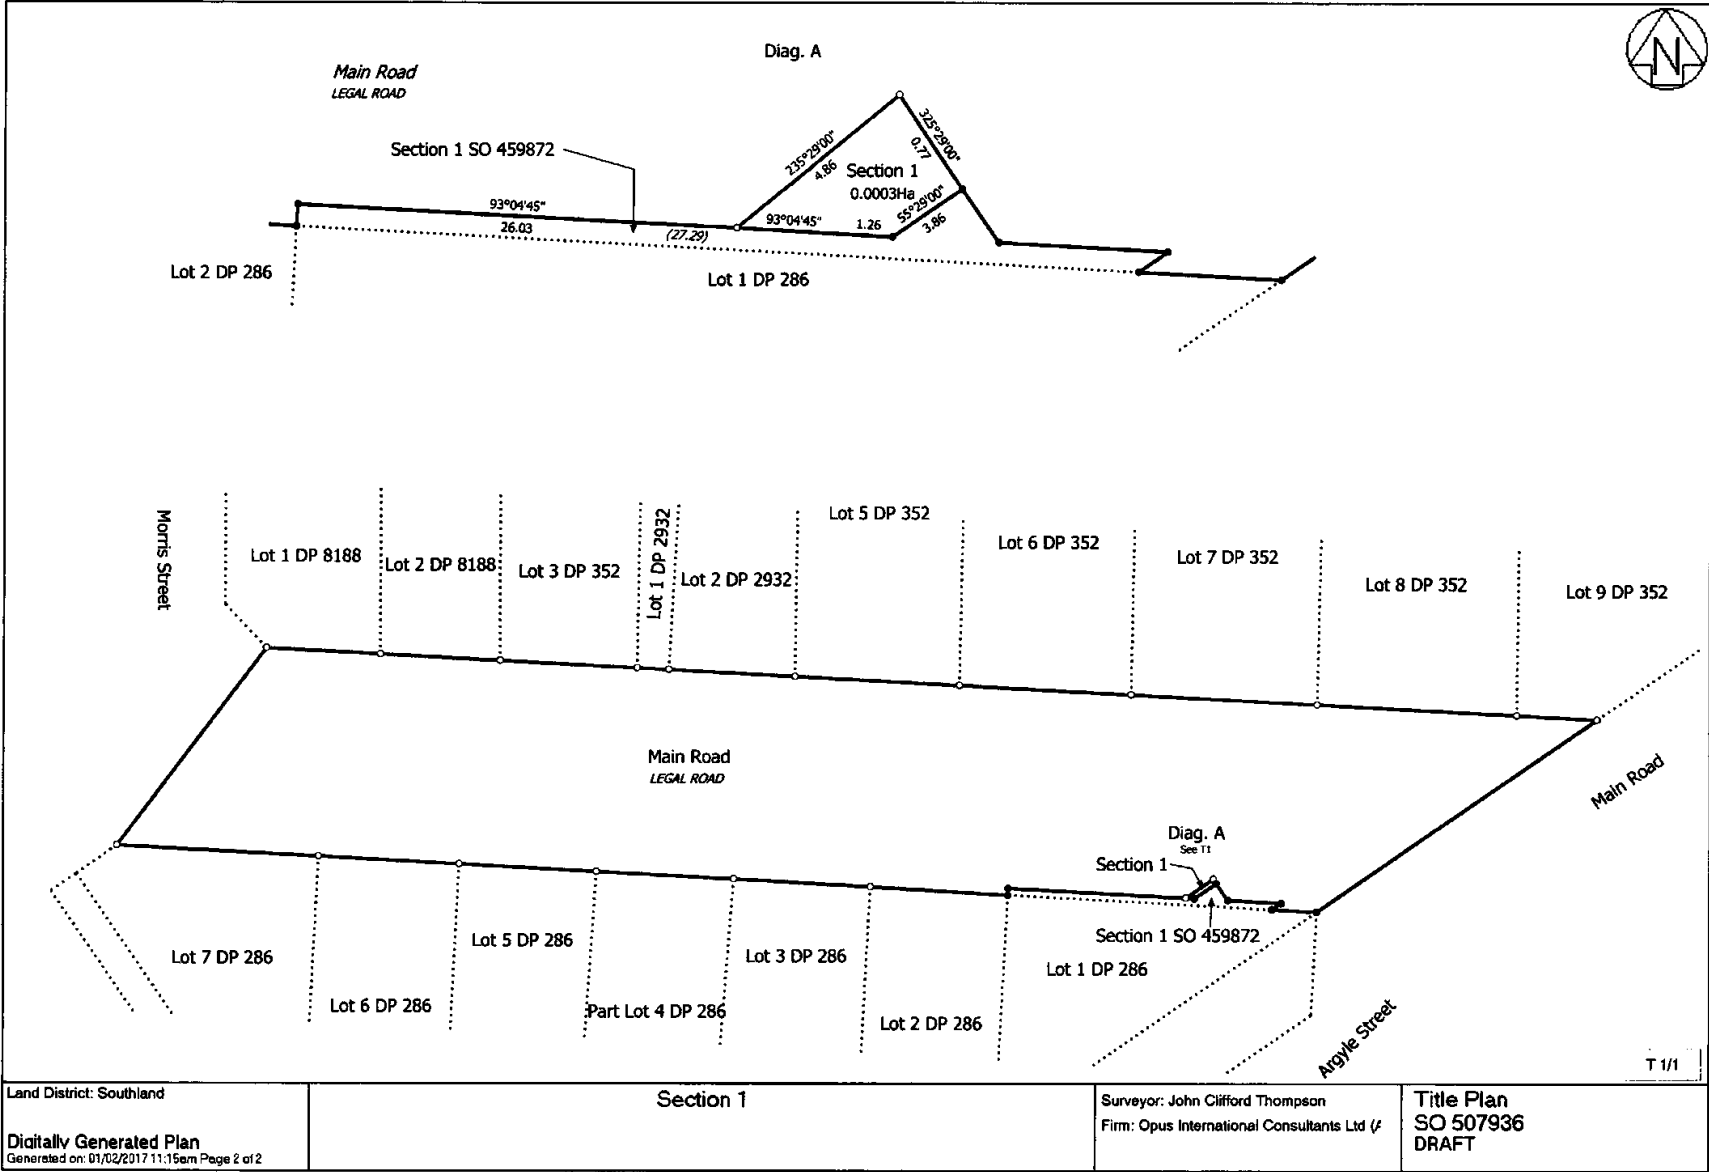 Diag. A
N
Main Road
LEGAL ROAD
Section 1 SO 459872
235°29'00"
4.86
325°29'00"
0.77
Section 1
0.0003Ha
55°29'00"
3.86
93°04'45"
26.03
(27.29)
93°04'45"
1.26
Lot 2 DP 286
Lot 1 DP 286
Morris Street
Lot 1 DP 8188
Lot 2 DP 8188
Lot 3 DP 352
Lot 1 DP 2932
Lot 2 DP 2932
Lot 5 DP 352
Lot 6 DP 352
Lot 7 DP 352
Lot 8 DP 352
Lot 9 DP 352
Main Road
LEGAL ROAD
Main Road
Diag. A
See T1
Section 1
Section 1 SO 459872
Lot 7 DP 286
Lot 6 DP 286
Lot 5 DP 286
Part Lot 4 DP 286
Lot 3 DP 286
Lot 2 DP 286
Lot 1 DP 286
Argyle Street
T 1/1
Land District: Southland
Digitally Generated Plan
Generated on: 01/02/2017 11:15am Page 2 of 2
Section 1
Surveyor: John Clifford Thompson
Firm: Opus International Consultants Ltd (
Title Plan
SO 507936
DRAFT